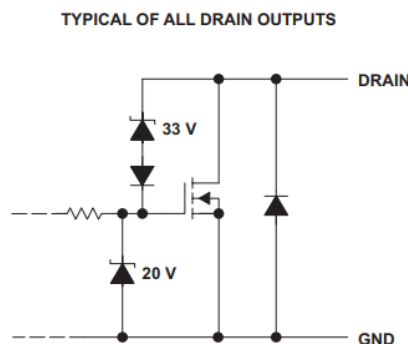 TYPICAL OF ALL DRAIN OUTPUTS
DRAIN
33 V
20 V
GND